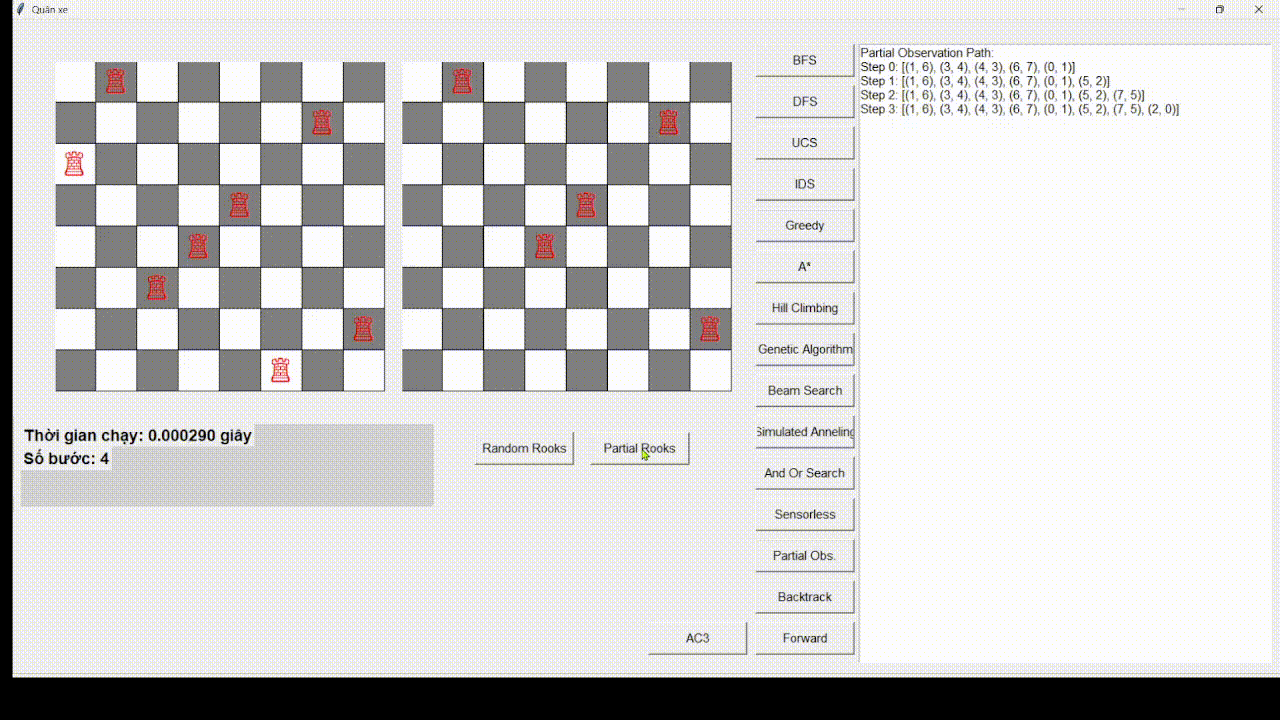 Quân xe
Partial Observation Path:
Step 0: [(1, 6), (3, 4), (4, 3), (6, 7), (0, 1)]
Step 1: [(1, 6), (3, 4), (4, 3), (6, 7), (0, 1), (5, 2)]
Step 2: [(1, 6), (3, 4), (4, 3), (6, 7), (0, 1), (5, 2), (7, 5)]
Step 3: [(1, 6), (3, 4), (4, 3), (6, 7), (0, 1), (5, 2), (7, 5), (2, 0)]
BFS
DFS
UCS
IDS
Greedy
A*
Hill Climbing
Genetic Algorithm
Beam Search
Simulated Anneling
And Or Search
Sensorless
Partial Obs.
Backtrack
Forward
AC3
Thời gian chạy: 0.000290 giây
Số bước: 4
Random Rooks
Partial Rooks